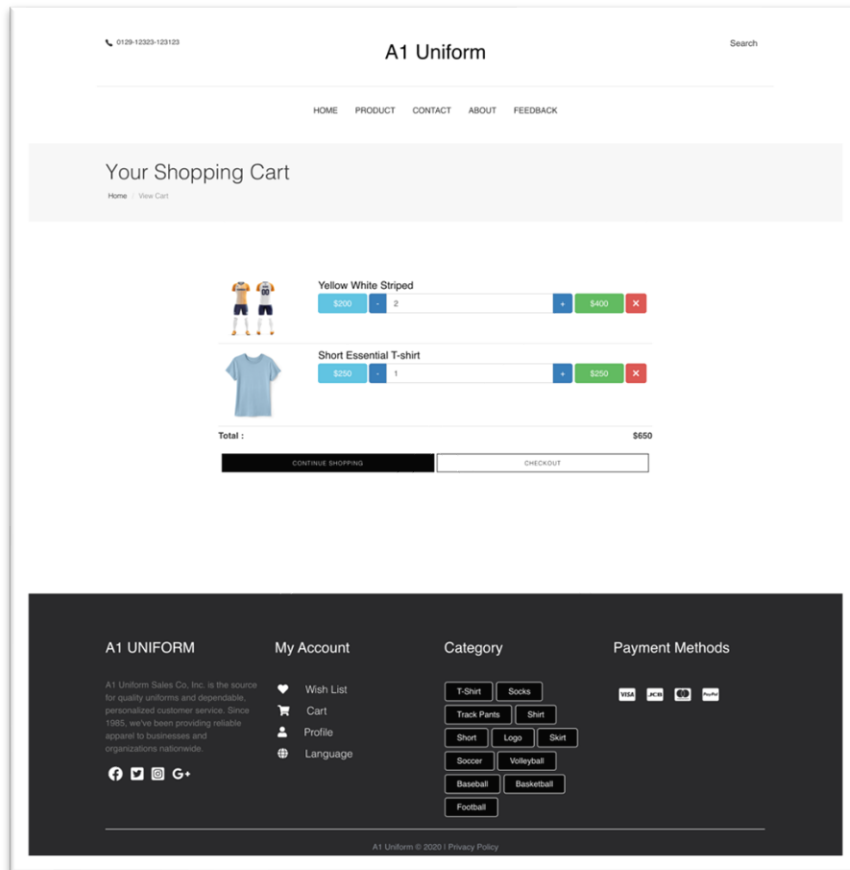 0129-12323-123123
A1 Uniform
Search
HOME PRODUCT CONTACT ABOUT FEEDBACK
Your Shopping Cart
Home View Cart
Yellow White Striped
$200 - 2 + $400 ×
Short Essential T-shirt
$250 - 1 + $250 ×
Total : $650
CONTINUE SHOPPING CHECKOUT
A1 UNIFORM
A1 Uniform Sales Co, Inc. is the source
for quality uniforms and dependable,
personalized customer service. Since
1985, we've been providing reliable
apparel to businesses and
organizations nationwide.
G+
My Account
Wish List
Cart
Profile
Language
Category
T-Shirt Socks
Track Pants Shirt
Short Logo Skirt
Soccer Volleyball
Baseball Basketball
Football
Payment Methods
VISA JCB PayPal
A1 Uniform © 2020 | Privacy Policy